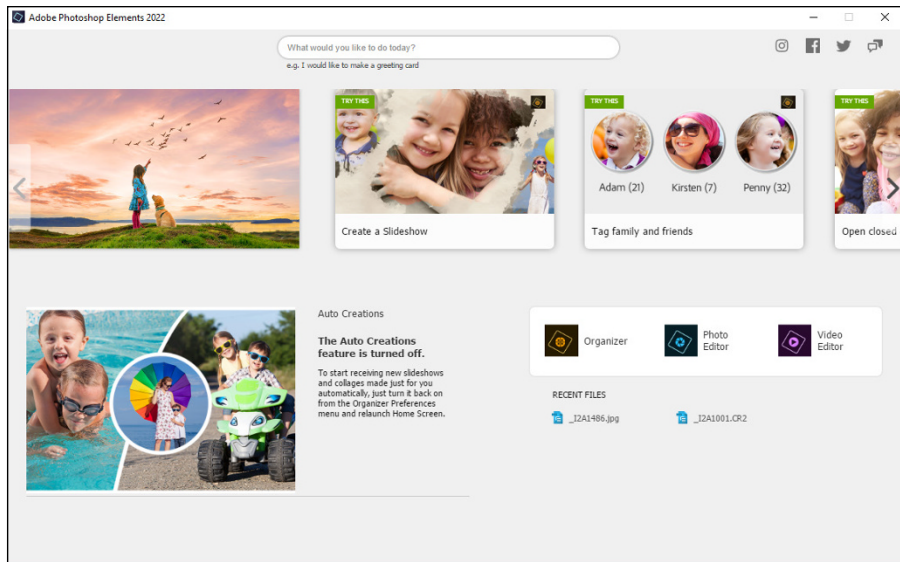 Adobe Photoshop Elements 2022
What would you like to do today?
e.g. I would like to make a greeting card
TRY THIS
Create a Slideshow
TRY THIS
Adam (21)
Kirsten (7)
Penny (32)
Tag family and friends
TRY THIS
Open closed
Auto Creations
The Auto Creations
feature is turned off.
To start receiving new slideshows
and collages made just for you
automatically, just turn it back on
from the Organizer Preferences
menu and relaunch Home Screen.
Organizer
Photo
Editor
Video
Editor
RECENT FILES
_I2A1486.jpg
_I2A1001.CR2